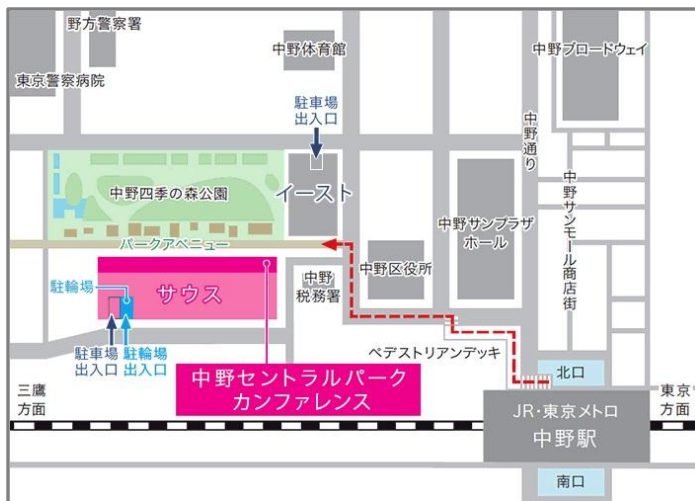 野方警察署
東京警察病院
中野体育館
中野ブロードウェイ
駐車場
出入口
中野通り
中野四季の森公園
イースト
中野サンプラザ
ホール
中野サンモール商店街
パークアベニュー
中野区役所
駐輪場
サウス
中野
税務署
駐車場
出入口
駐輪場
出入口
ペデストリアンデッキ
中野セントラルパーク
カンファレンス
北口
三鷹
方面
JR・東京メトロ
中野駅
東京
方面
南口